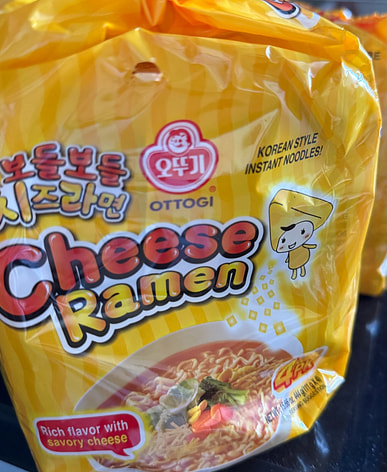 오뚜기
OTTOGI
KOREAN STYLE
INSTANT NOODLES!
보들보들
치즈라면
Cheese
Ramen
4PK
Rich flavor with
savory cheese